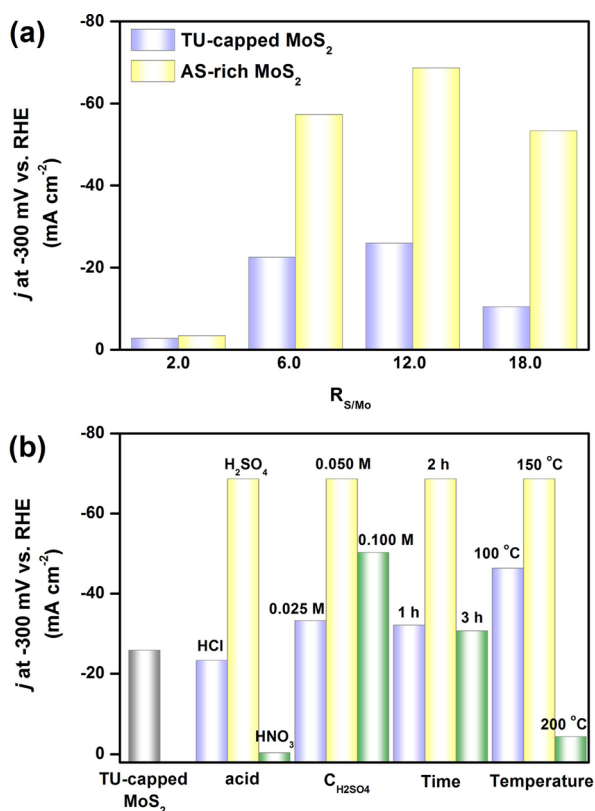 (a)
TU-capped MoS₂
AS-rich MoS₂
j at -300 mV vs. RHE
(mA cm⁻²)
-80
-60
-40
-20
0
2.0 6.0 12.0 18.0
R_S/Mo
(b)
j at -300 mV vs. RHE
(mA cm⁻²)
-80
-60
-40
-20
0
H₂SO₄ 0.050 M 2 h 150 °C
0.100 M 100 °C
0.025 M 1 h 3 h
HCl
HNO₃ 200 °C
TU-capped acid C_H2SO4 Time Temperature
MoS₂